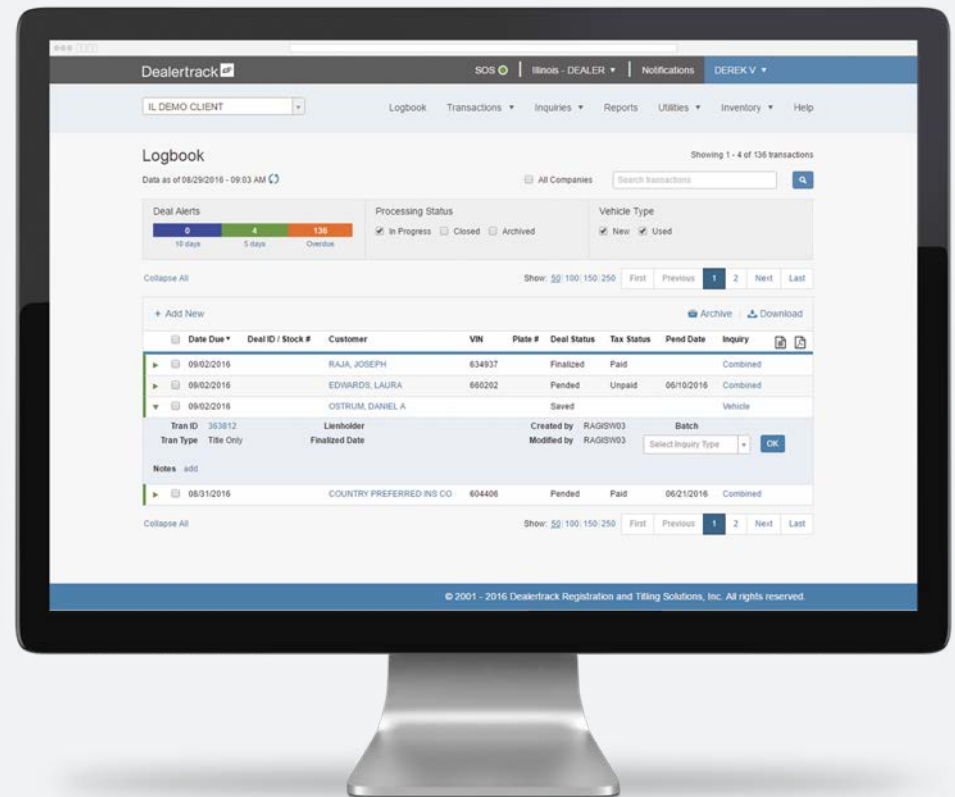 Dealertrack
SOS Illinois - DEALER Notifications DEREK V
IL DEMO CLIENT
Logbook Transactions Inquiries Reports Utilities Inventory Help
Logbook
Showing 1 - 4 of 136 transactions
Data as of 08/29/2016 - 09:03 AM
All Companies Search transactions
Deal Alerts Processing Status Vehicle Type
0 4 136
10 days 5 days Overdue
In Progress Closed Archived New Used
Collapse All Show: 50 | 100 | 150 | 250 First Previous 1 2 Next Last
+ Add New Archive Download
Date Due Deal ID / Stock # Customer VIN Plate # Deal Status Tax Status Pend Date Inquiry
09/02/2016 RAJA, JOSEPH 634937 Finalized Paid Combined
09/02/2016 EDWARDS, LAURA 660202 Pended Unpaid 06/10/2016 Combined
09/02/2016 OSTRUM, DANIEL A Saved Vehicle
Tran ID 363812 Lienholder Created by RAGISW03 Batch
Tran Type Title Only Finalized Date Modified by RAGISW03 Select Inquiry Type OK
Notes add
08/31/2016 COUNTRY PREFERRED INS CO 604406 Pended Paid 06/21/2016 Combined
Collapse All Show: 50 | 100 | 150 | 250 First Previous 1 2 Next Last
© 2001 - 2016 Dealertrack Registration and Titling Solutions, Inc. All rights reserved.